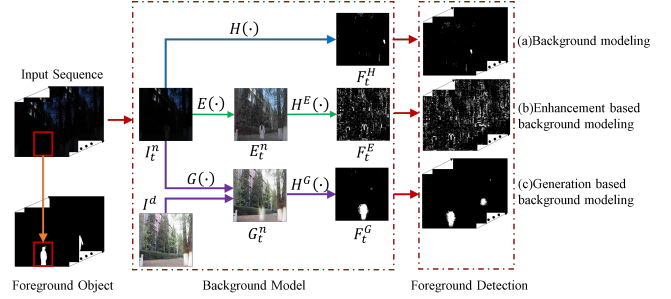 H(·)
(a)Background modeling
Input Sequence
F_t^H
E(·)
H^E(·)
(b)Enhancement based
background modeling
I_t^n
E_t^n
F_t^E
G(·)
H^G(·)
(c)Generation based
background modeling
I^d
G_t^n
F_t^G
Foreground Object
Background Model
Foreground Detection